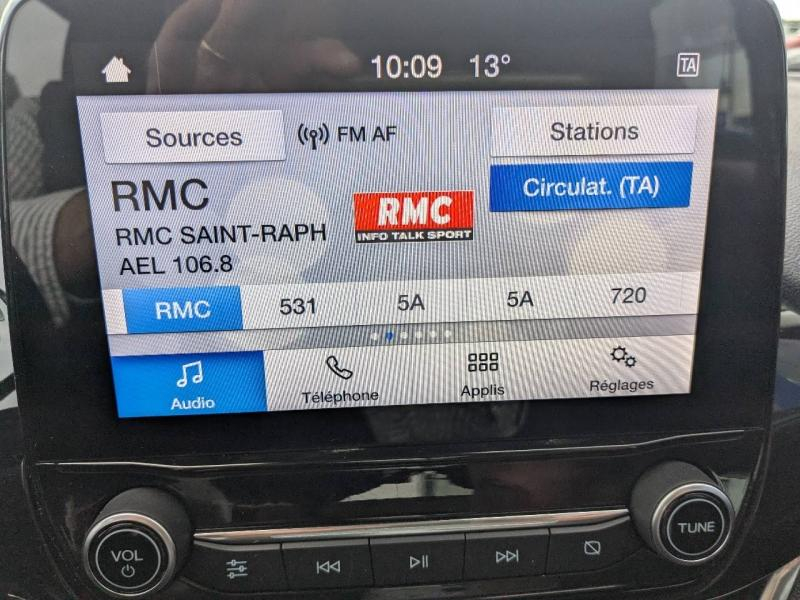 10:09 13° TA
Sources FM AF Stations
Circulat. (TA)
RMC
RMC SAINT-RAPH
AEL 106.8
RMC
INFO TALK SPORT
RMC 531 5A 5A 720
Audio Téléphone Applis Réglages
VOL TUNE